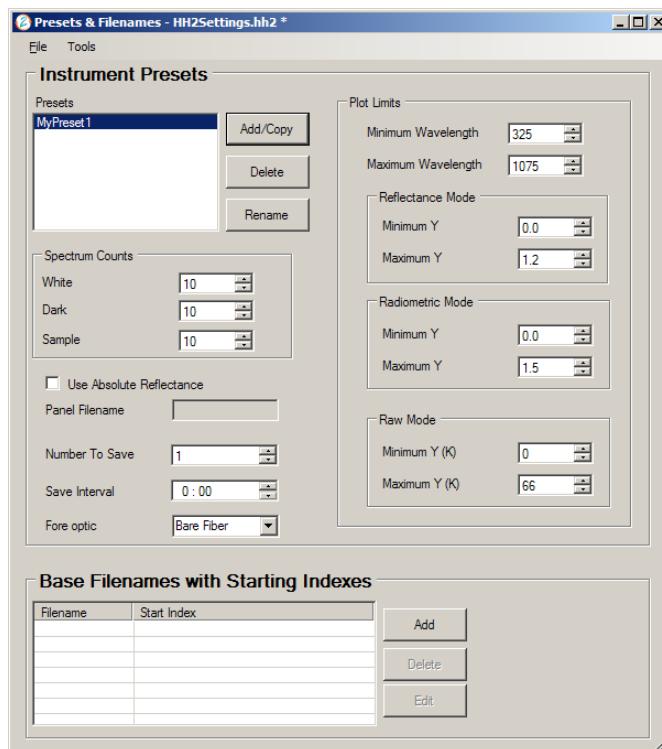 Presets & Filenames - HH2Settings.hh2 *
File Tools
Instrument Presets
Presets
MyPreset1
Add/Copy
Delete
Rename
Spectrum Counts
White 10
Dark 10
Sample 10
Use Absolute Reflectance
Panel Filename
Number To Save 1
Save Interval 0 : 00
Fore optic Bare Fiber
Plot Limits
Minimum Wavelength 325
Maximum Wavelength 1075
Reflectance Mode
Minimum Y 0.0
Maximum Y 1.2
Radiometric Mode
Minimum Y 0.0
Maximum Y 1.5
Raw Mode
Minimum Y (K) 0
Maximum Y (K) 66
Base Filenames with Starting Indexes
Filename Start Index
Add
Delete
Edit